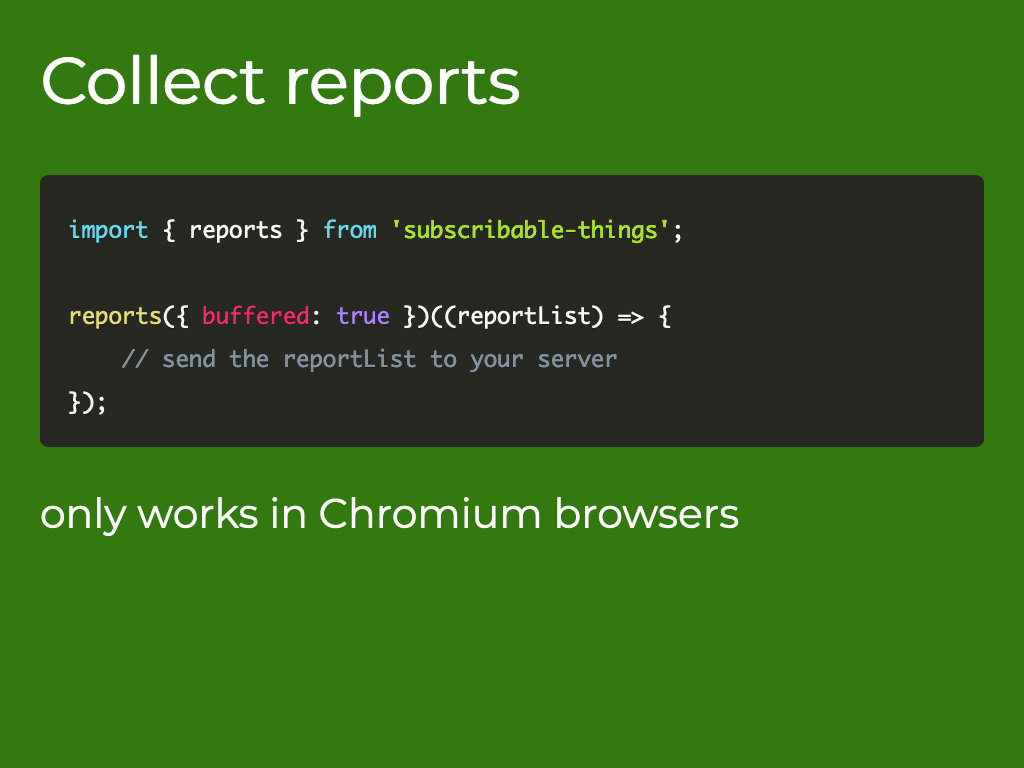 Collect reports
import { reports } from 'subscribable-things';
reports({ buffered: true })((reportList) => {
    // send the reportList to your server
});
only works in Chromium browsers